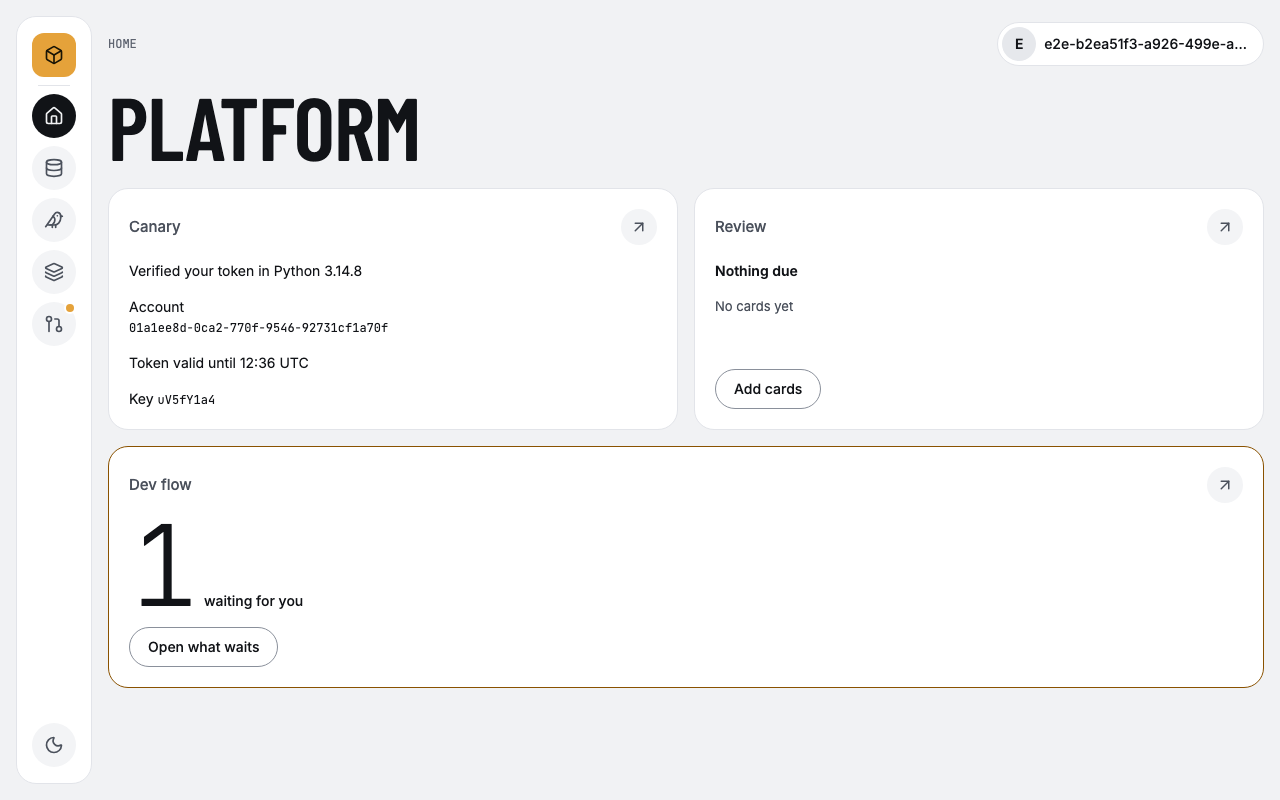 HOME
E e2e-b2ea51f3-a926-499e-a...
PLATFORM
Canary
Verified your token in Python 3.14.8
Account
01a1ee8d-0ca2-770f-9546-92731cf1a70f
Token valid until 12:36 UTC
Key uV5fY1a4
Review
Nothing due
No cards yet
Add cards
Dev flow
1 waiting for you
Open what waits